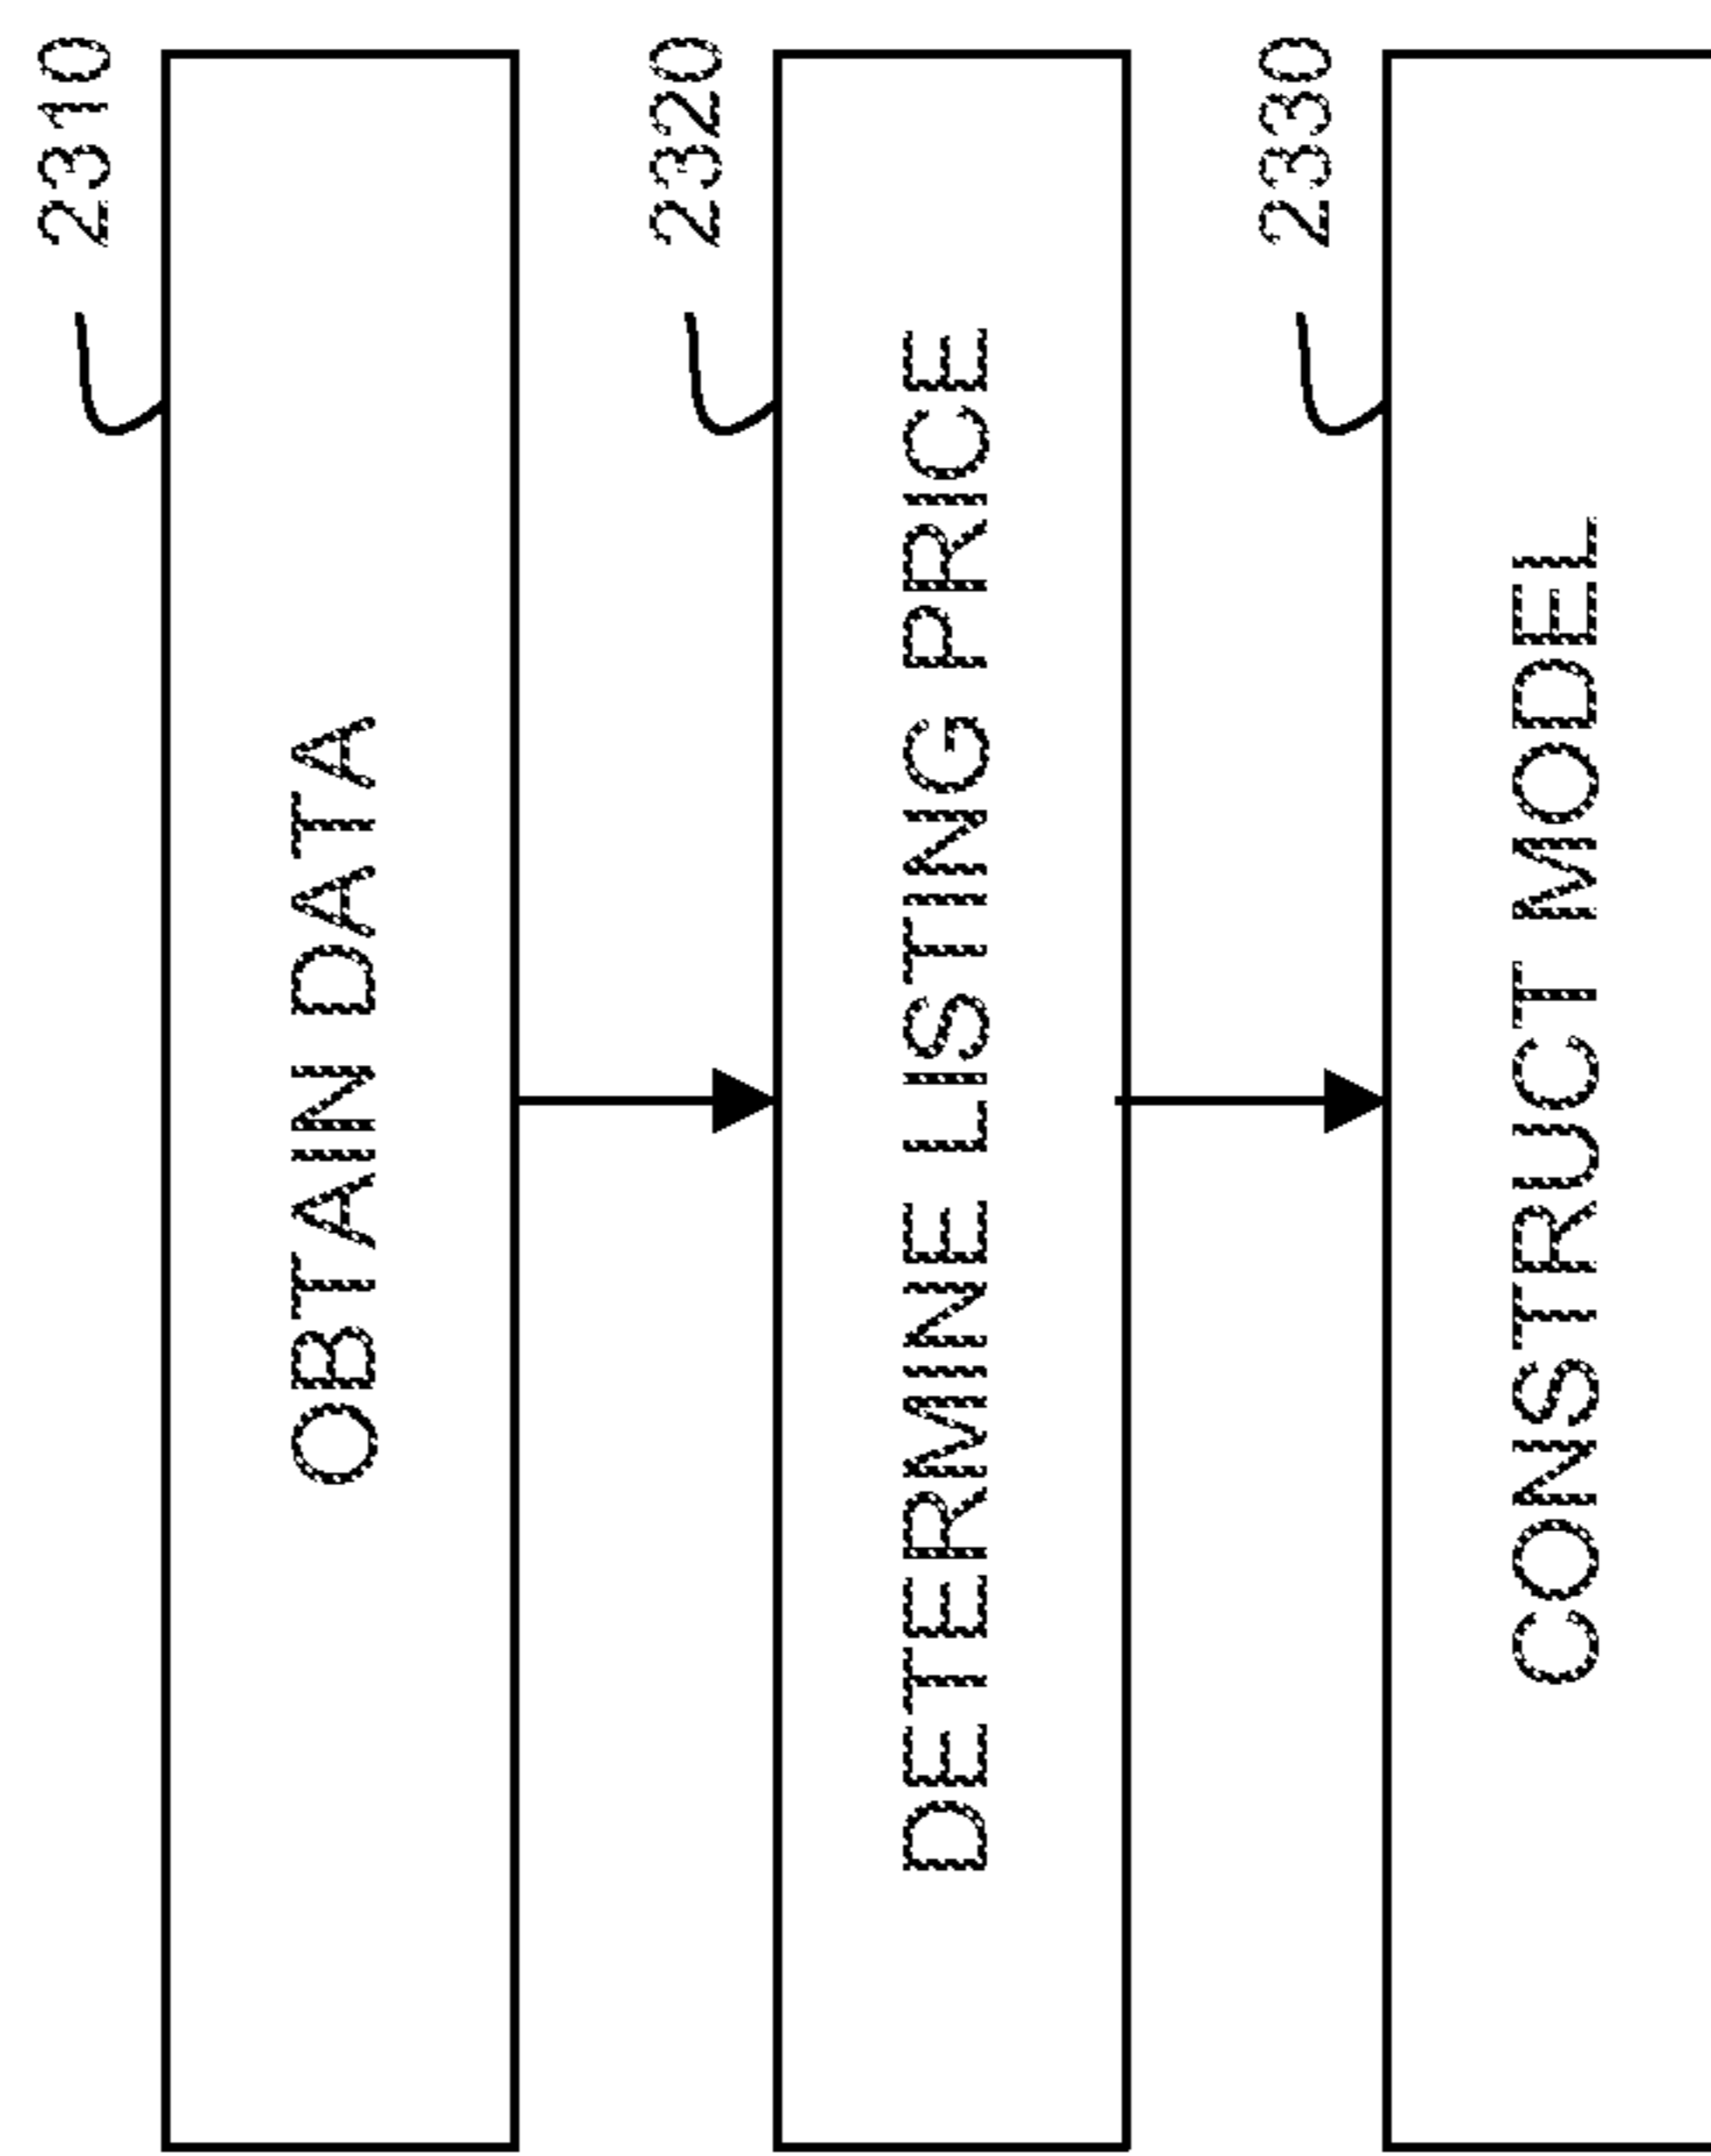 2310
OBTAIN DATA
2320
DETERMINE LISTING PRICE
2330
CONSTRUCT MODEL